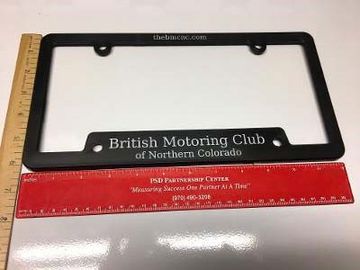 thebmcnc.com
British Motoring Club
of Northern Colorado
PSD Partnership Center
"Measuring Success One Partner At A Time"
(970) 490-3208